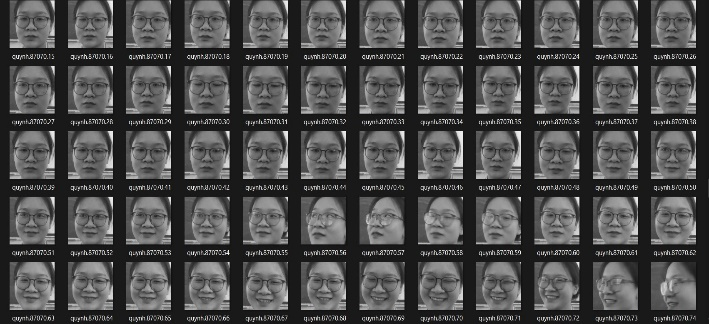 quynh.87070.15 quynh.87070.16 quynh.87070.17 quynh.87070.18 quynh.87070.19 quynh.87070.20 quynh.87070.21 quynh.87070.22 quynh.87070.23 quynh.87070.24 quynh.87070.25 quynh.87070.26
quynh.87070.27 quynh.87070.28 quynh.87070.29 quynh.87070.30 quynh.87070.31 quynh.87070.32 quynh.87070.33 quynh.87070.34 quynh.87070.35 quynh.87070.36 quynh.87070.37 quynh.87070.38
quynh.87070.39 quynh.87070.40 quynh.87070.41 quynh.87070.42 quynh.87070.43 quynh.87070.44 quynh.87070.45 quynh.87070.46 quynh.87070.47 quynh.87070.48 quynh.87070.49 quynh.87070.50
quynh.87070.51 quynh.87070.52 quynh.87070.53 quynh.87070.54 quynh.87070.55 quynh.87070.56 quynh.87070.57 quynh.87070.58 quynh.87070.59 quynh.87070.60 quynh.87070.61 quynh.87070.62
quynh.87070.63 quynh.87070.64 quynh.87070.65 quynh.87070.66 quynh.87070.67 quynh.87070.68 quynh.87070.69 quynh.87070.70 quynh.87070.71 quynh.87070.72 quynh.87070.73 quynh.87070.74